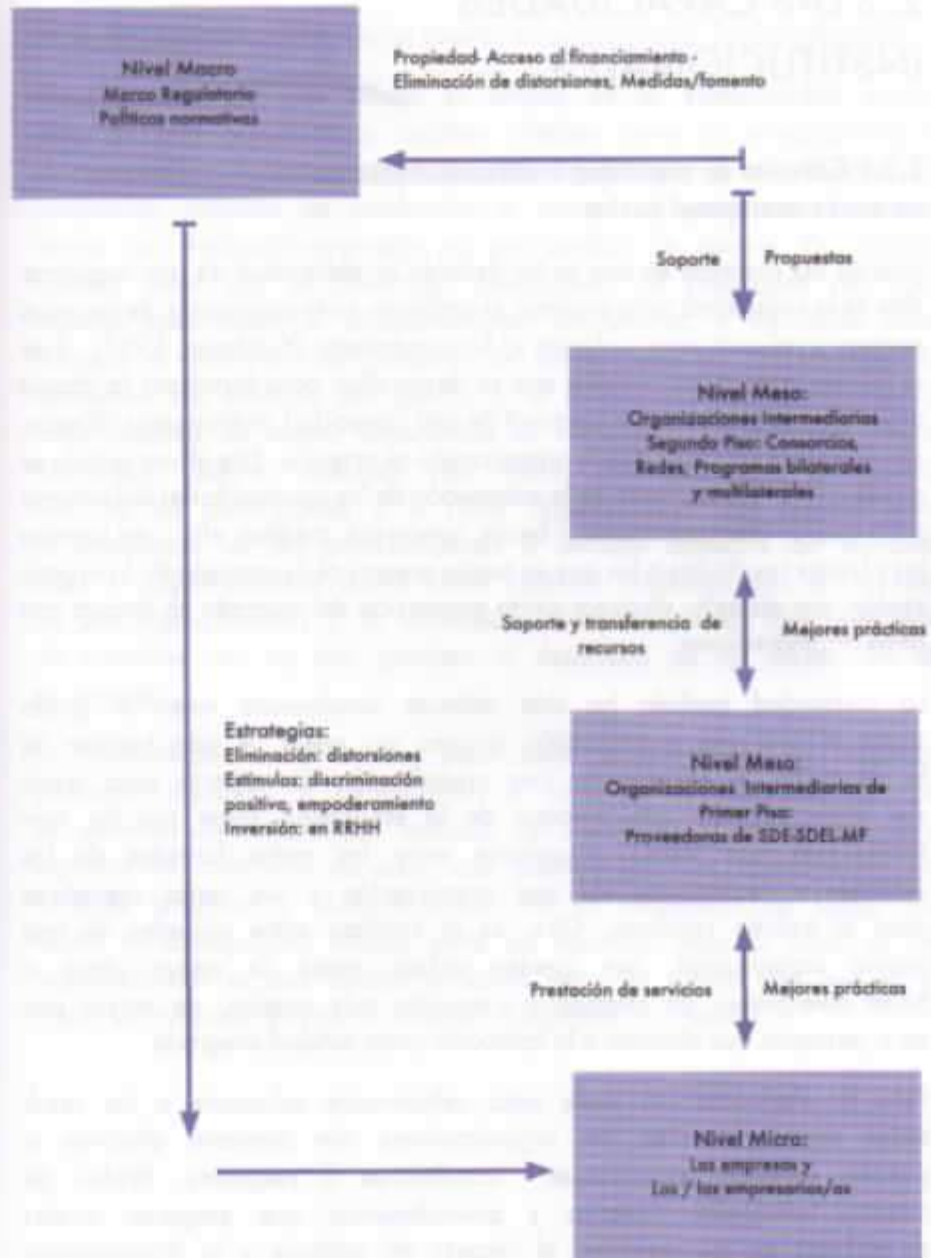 Nivel Macro
Marco Regulatorio
Políticas normativas
Propiedad- Acceso al financiamiento -
Eliminación de distorsiones, Medidas/fomento
Soporte
Propuestas
Nivel Meso:
Organizaciones Intermediarias
Segundo Piso: Consorcios,
Redes, Programas bilaterales
y multilaterales
Soporte y transferencia de
recursos
Mejores prácticas
Estrategias:
Eliminación: distorsiones
Estímulos: discriminación
positiva, empoderamiento
Inversión: en RRHH
Nivel Meso:
Organizaciones Intermediarias de
Primer Piso:
Proveedoras de SDE-SDEL-MF
Prestación de servicios
Mejores prácticas
Nivel Micro:
Las empresas y
Los / las empresarios/as